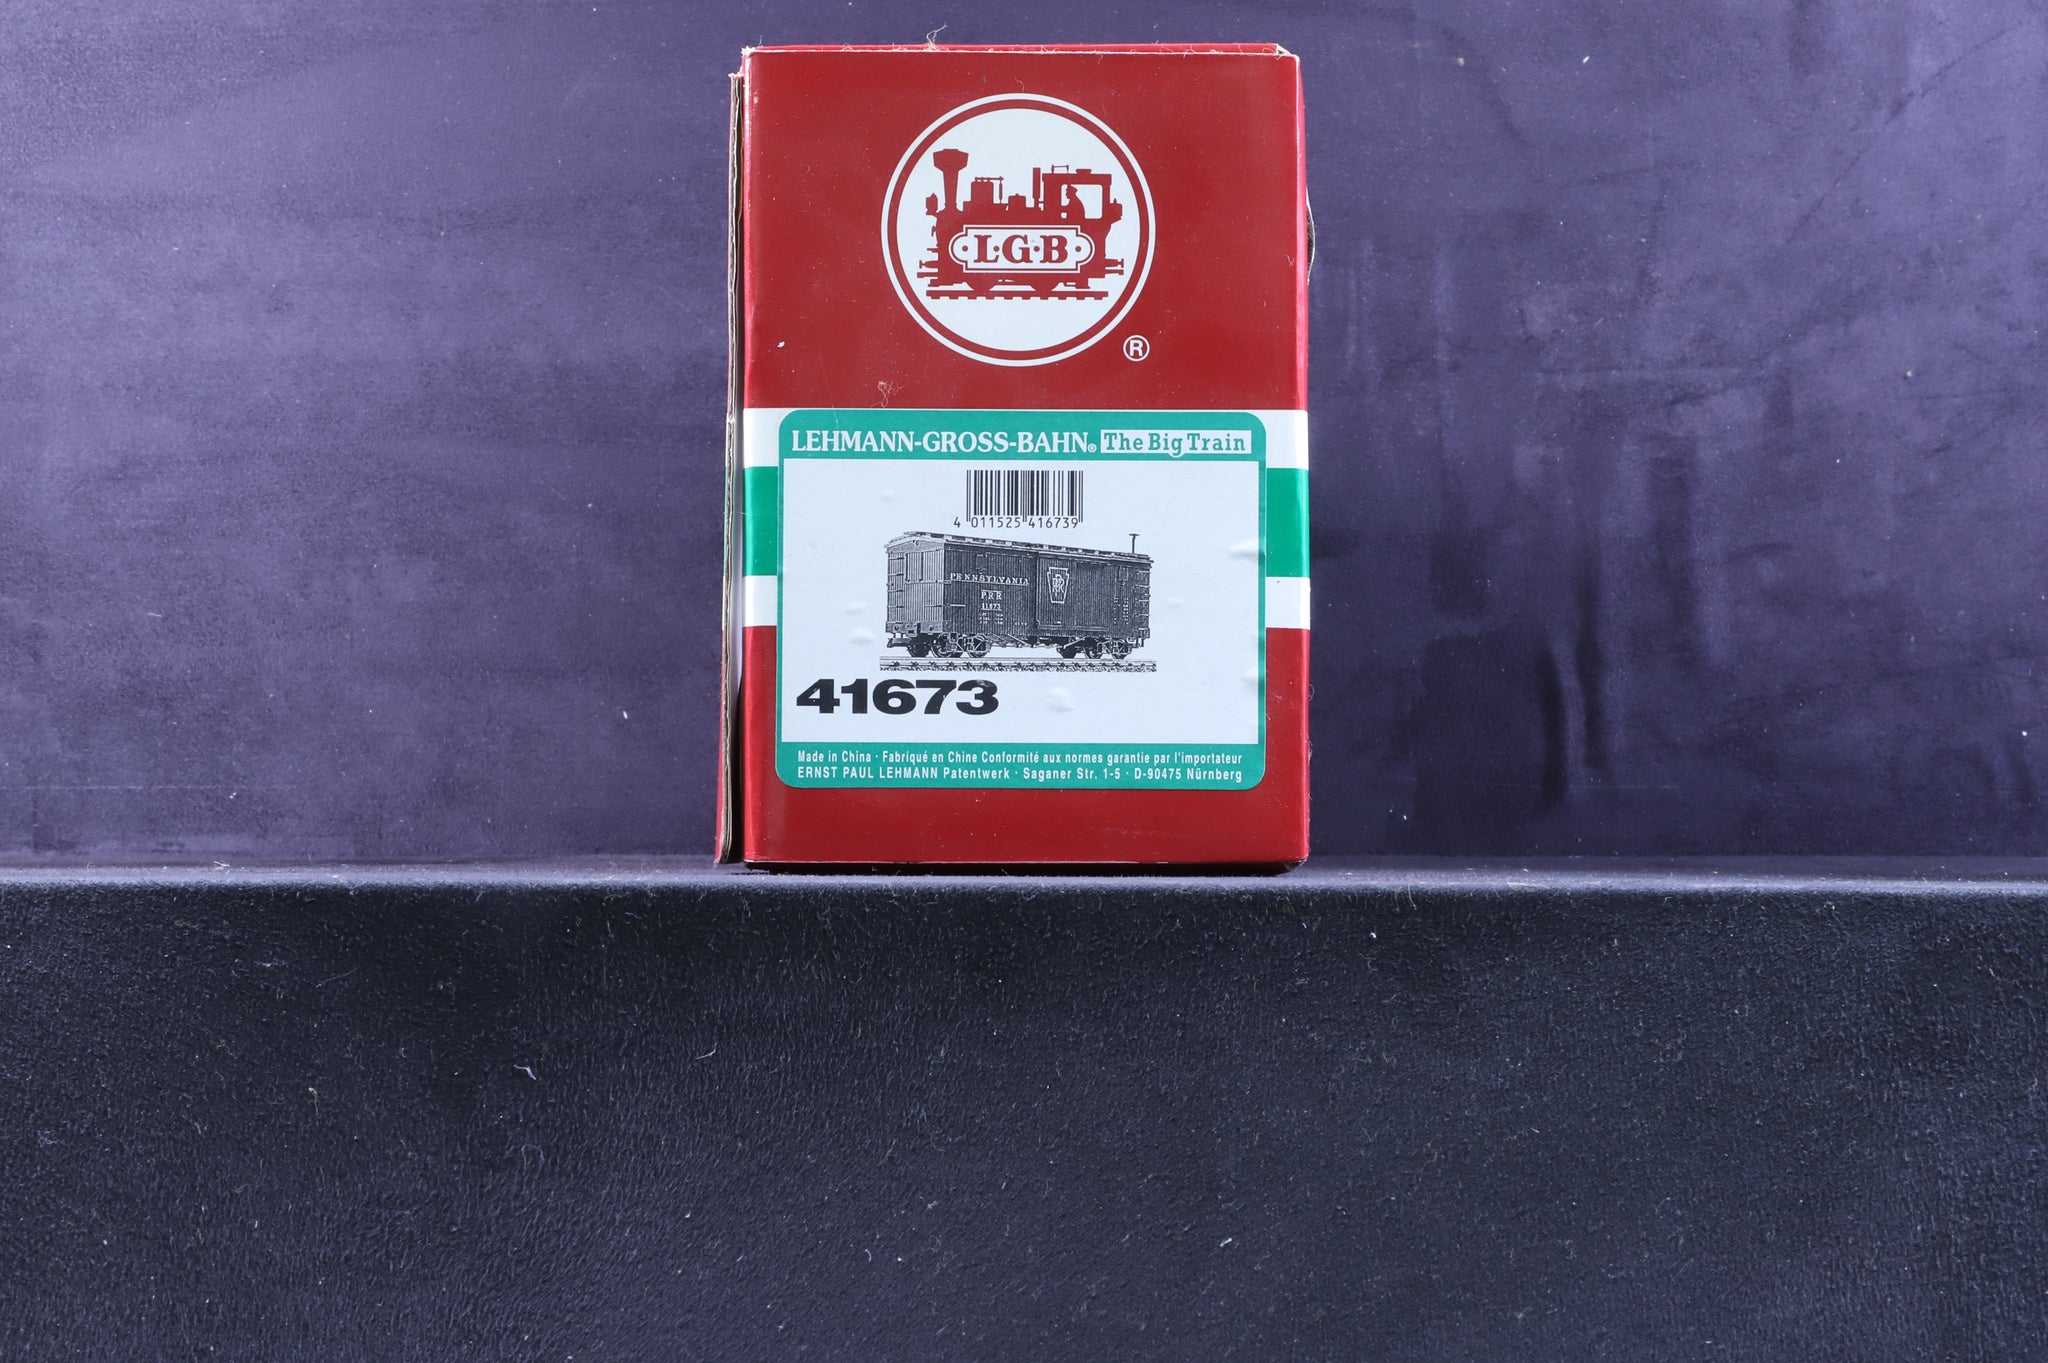 L·G·B
®
LEHMANN-GROSS-BAHN® The Big Train
4 011525 416739
PENNSYLVANIA
PRR
P.R.R
41673
41673
Made in China · Fabriqué en Chine Conformité aux normes garantie par l'importateur
ERNST PAUL LEHMANN Patentwerk · Saganer Str. 1-5 · D-90475 Nürnberg